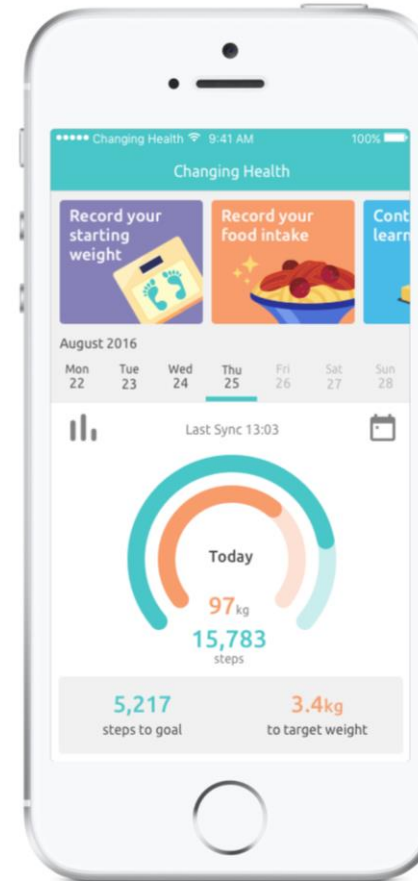 Changing Health 9:41 AM 100%
Changing Health
Record your
starting
weight
Record your
food intake
Cont
learn
August 2016
Mon Tue Wed Thu Fri Sat Sun
22 23 24 25 26 27 28
Last Sync 13:03
Today
97kg
15,783
steps
5,217
steps to goal
3.4kg
to target weight